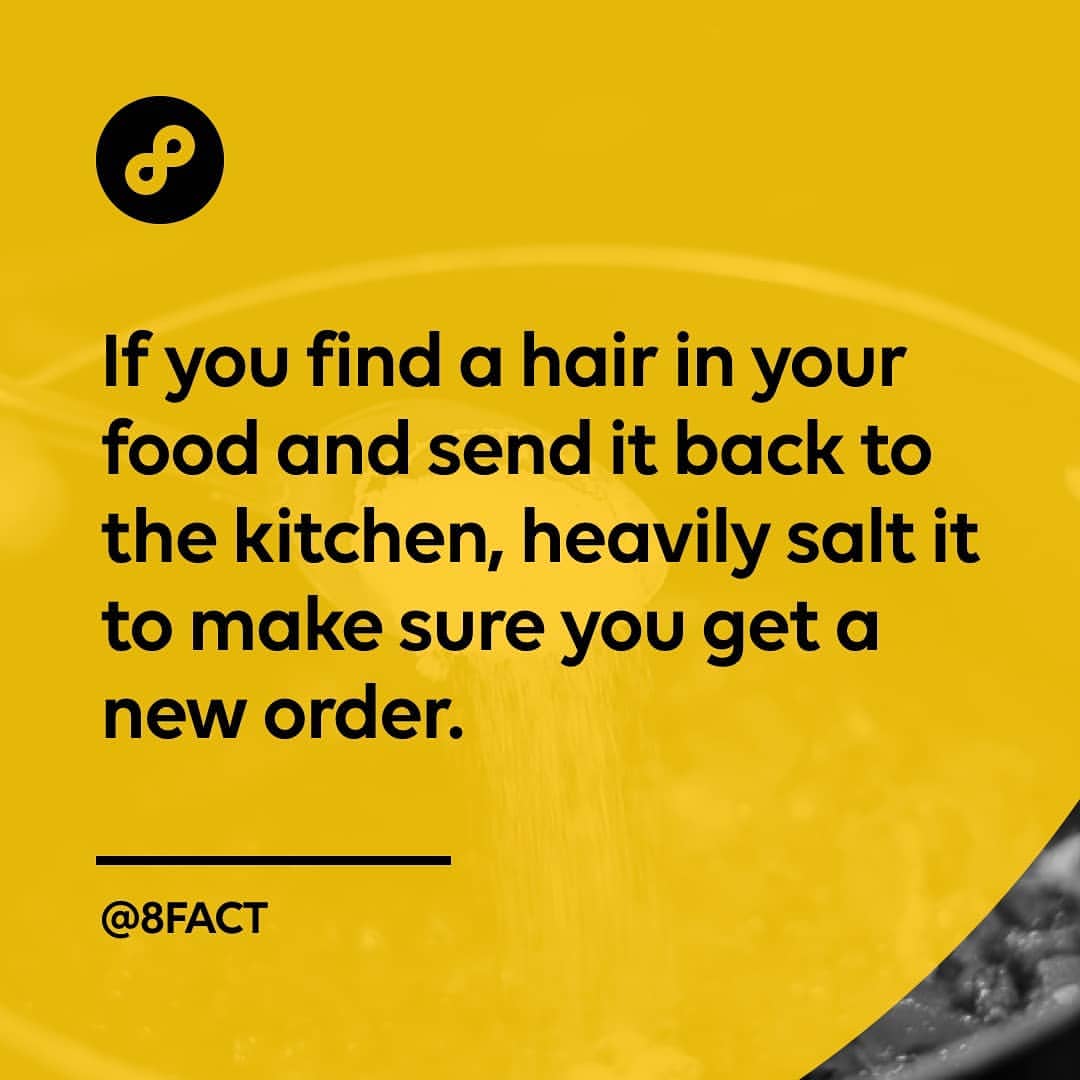 If you find a hair in your
food and send it back to
the kitchen, heavily salt it
to make sure you get a
new order.
@8FACT